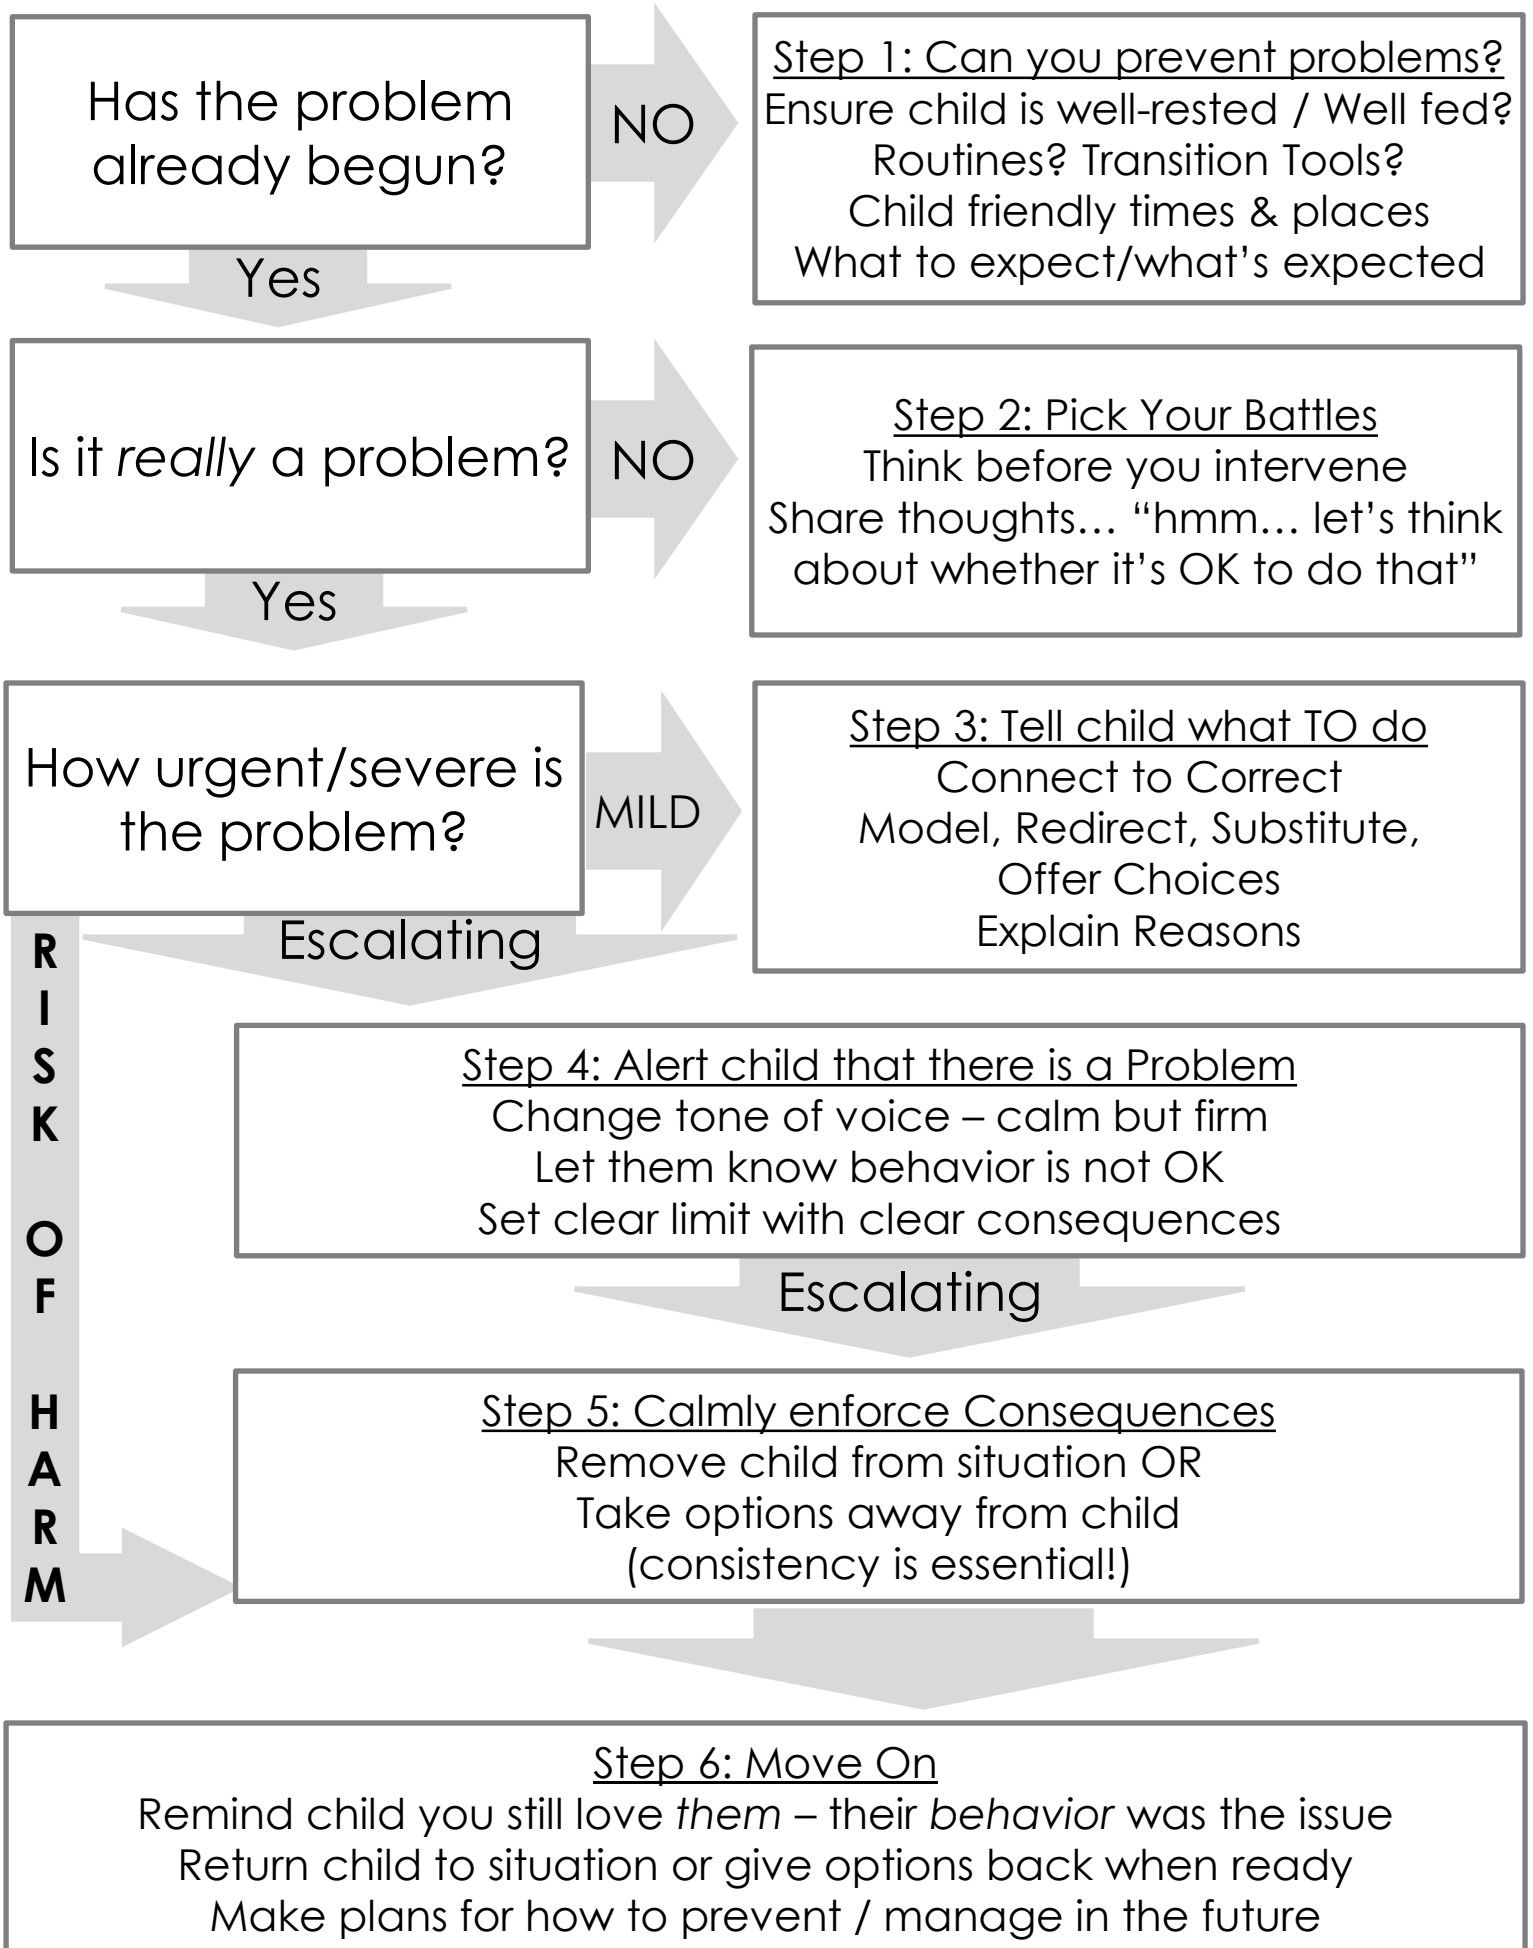 Has the problem
already begun?
NO
Step 1: Can you prevent problems?
Ensure child is well-rested / Well fed?
Routines? Transition Tools?
Child friendly times & places
What to expect/what’s expected
Yes
Is it really a problem?
NO
Step 2: Pick Your Battles
Think before you intervene
Share thoughts… “hmm… let’s think
about whether it’s OK to do that”
Yes
How urgent/severe is
the problem?
MILD
Step 3: Tell child what TO do
Connect to Correct
Model, Redirect, Substitute,
Offer Choices
Explain Reasons
Escalating
R
I
S
K
O
F
H
A
R
M
Step 4: Alert child that there is a Problem
Change tone of voice – calm but firm
Let them know behavior is not OK
Set clear limit with clear consequences
Escalating
Step 5: Calmly enforce Consequences
Remove child from situation OR
Take options away from child
(consistency is essential!)
Step 6: Move On
Remind child you still love them – their behavior was the issue
Return child to situation or give options back when ready
Make plans for how to prevent / manage in the future